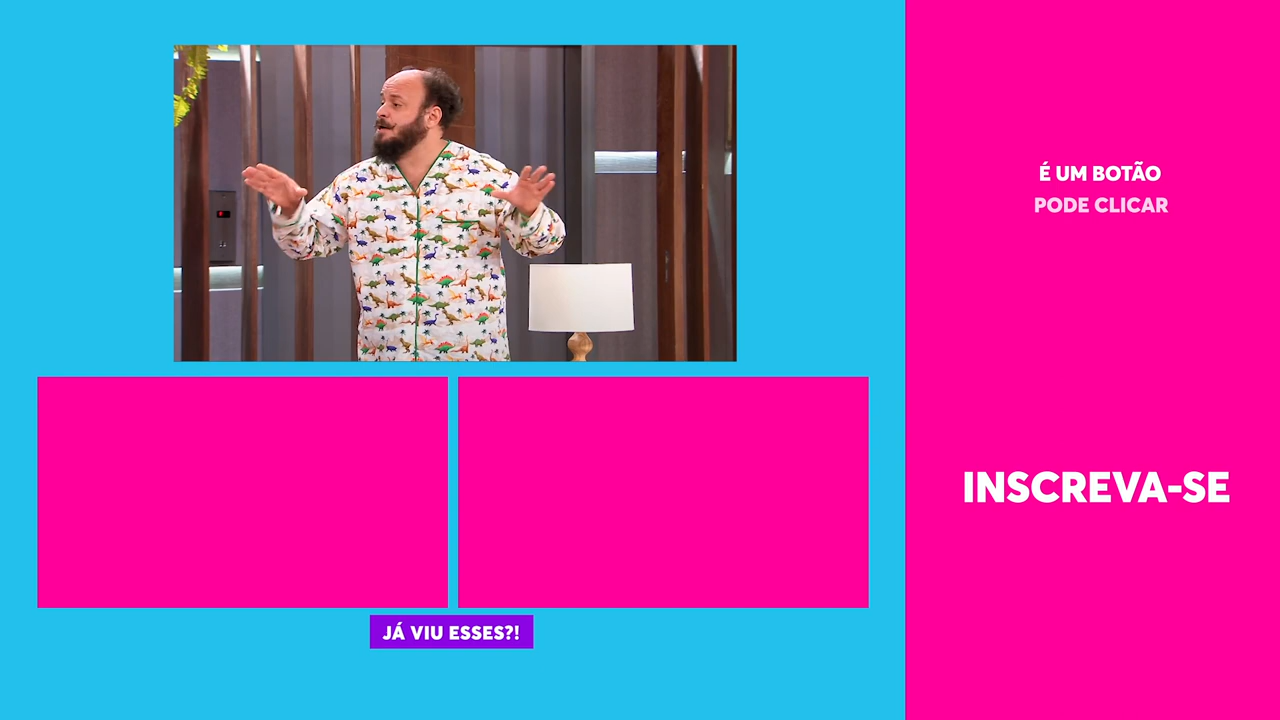 É UM BOTÃO
PODE CLICAR
INSCREVA-SE
JÁ VIU ESSES?!